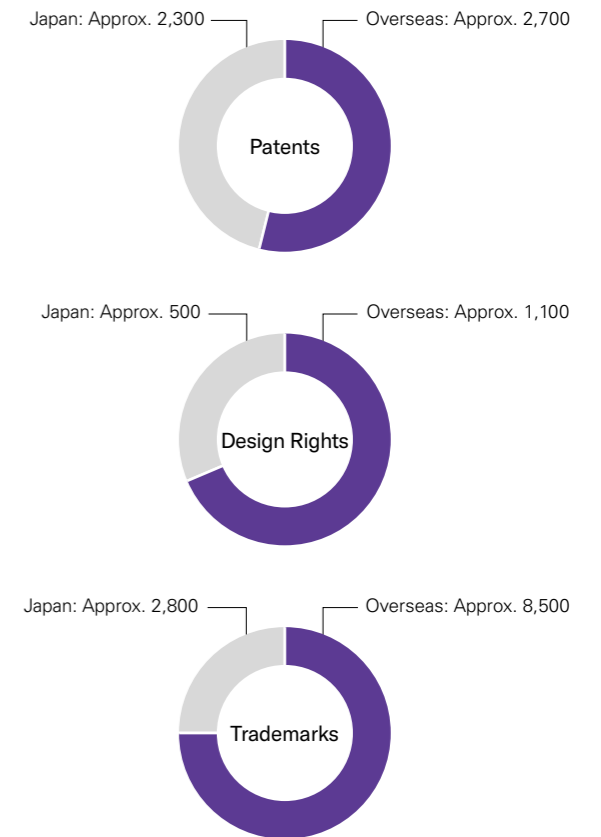 Japan: Approx. 2,300
Overseas: Approx. 2,700
Patents
Japan: Approx. 500
Overseas: Approx. 1,100
Design Rights
Japan: Approx. 2,800
Overseas: Approx. 8,500
Trademarks